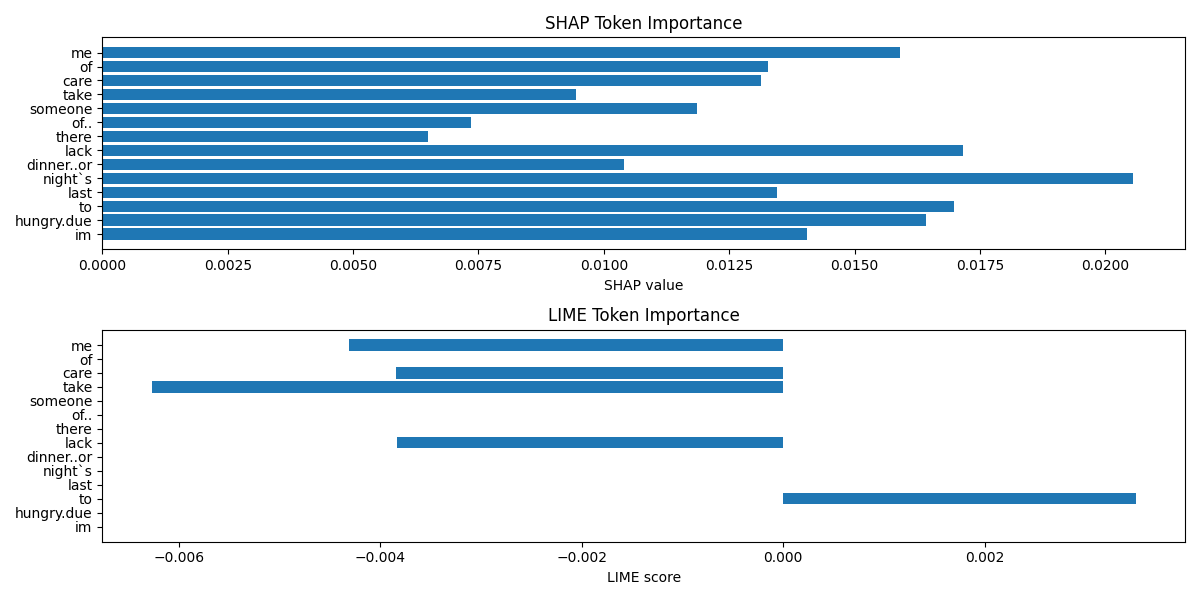 SHAP Token Importance
me
of
care
take
someone
of..
there
lack
dinner..or
night`s
last
to
hungry.due
im
0.0000 0.0025 0.0050 0.0075 0.0100 0.0125 0.0150 0.0175 0.0200
SHAP value
LIME Token Importance
me
of
care
take
someone
of..
there
lack
dinner..or
night`s
last
to
hungry.due
im
−0.006 −0.004 −0.002 0.000 0.002
LIME score